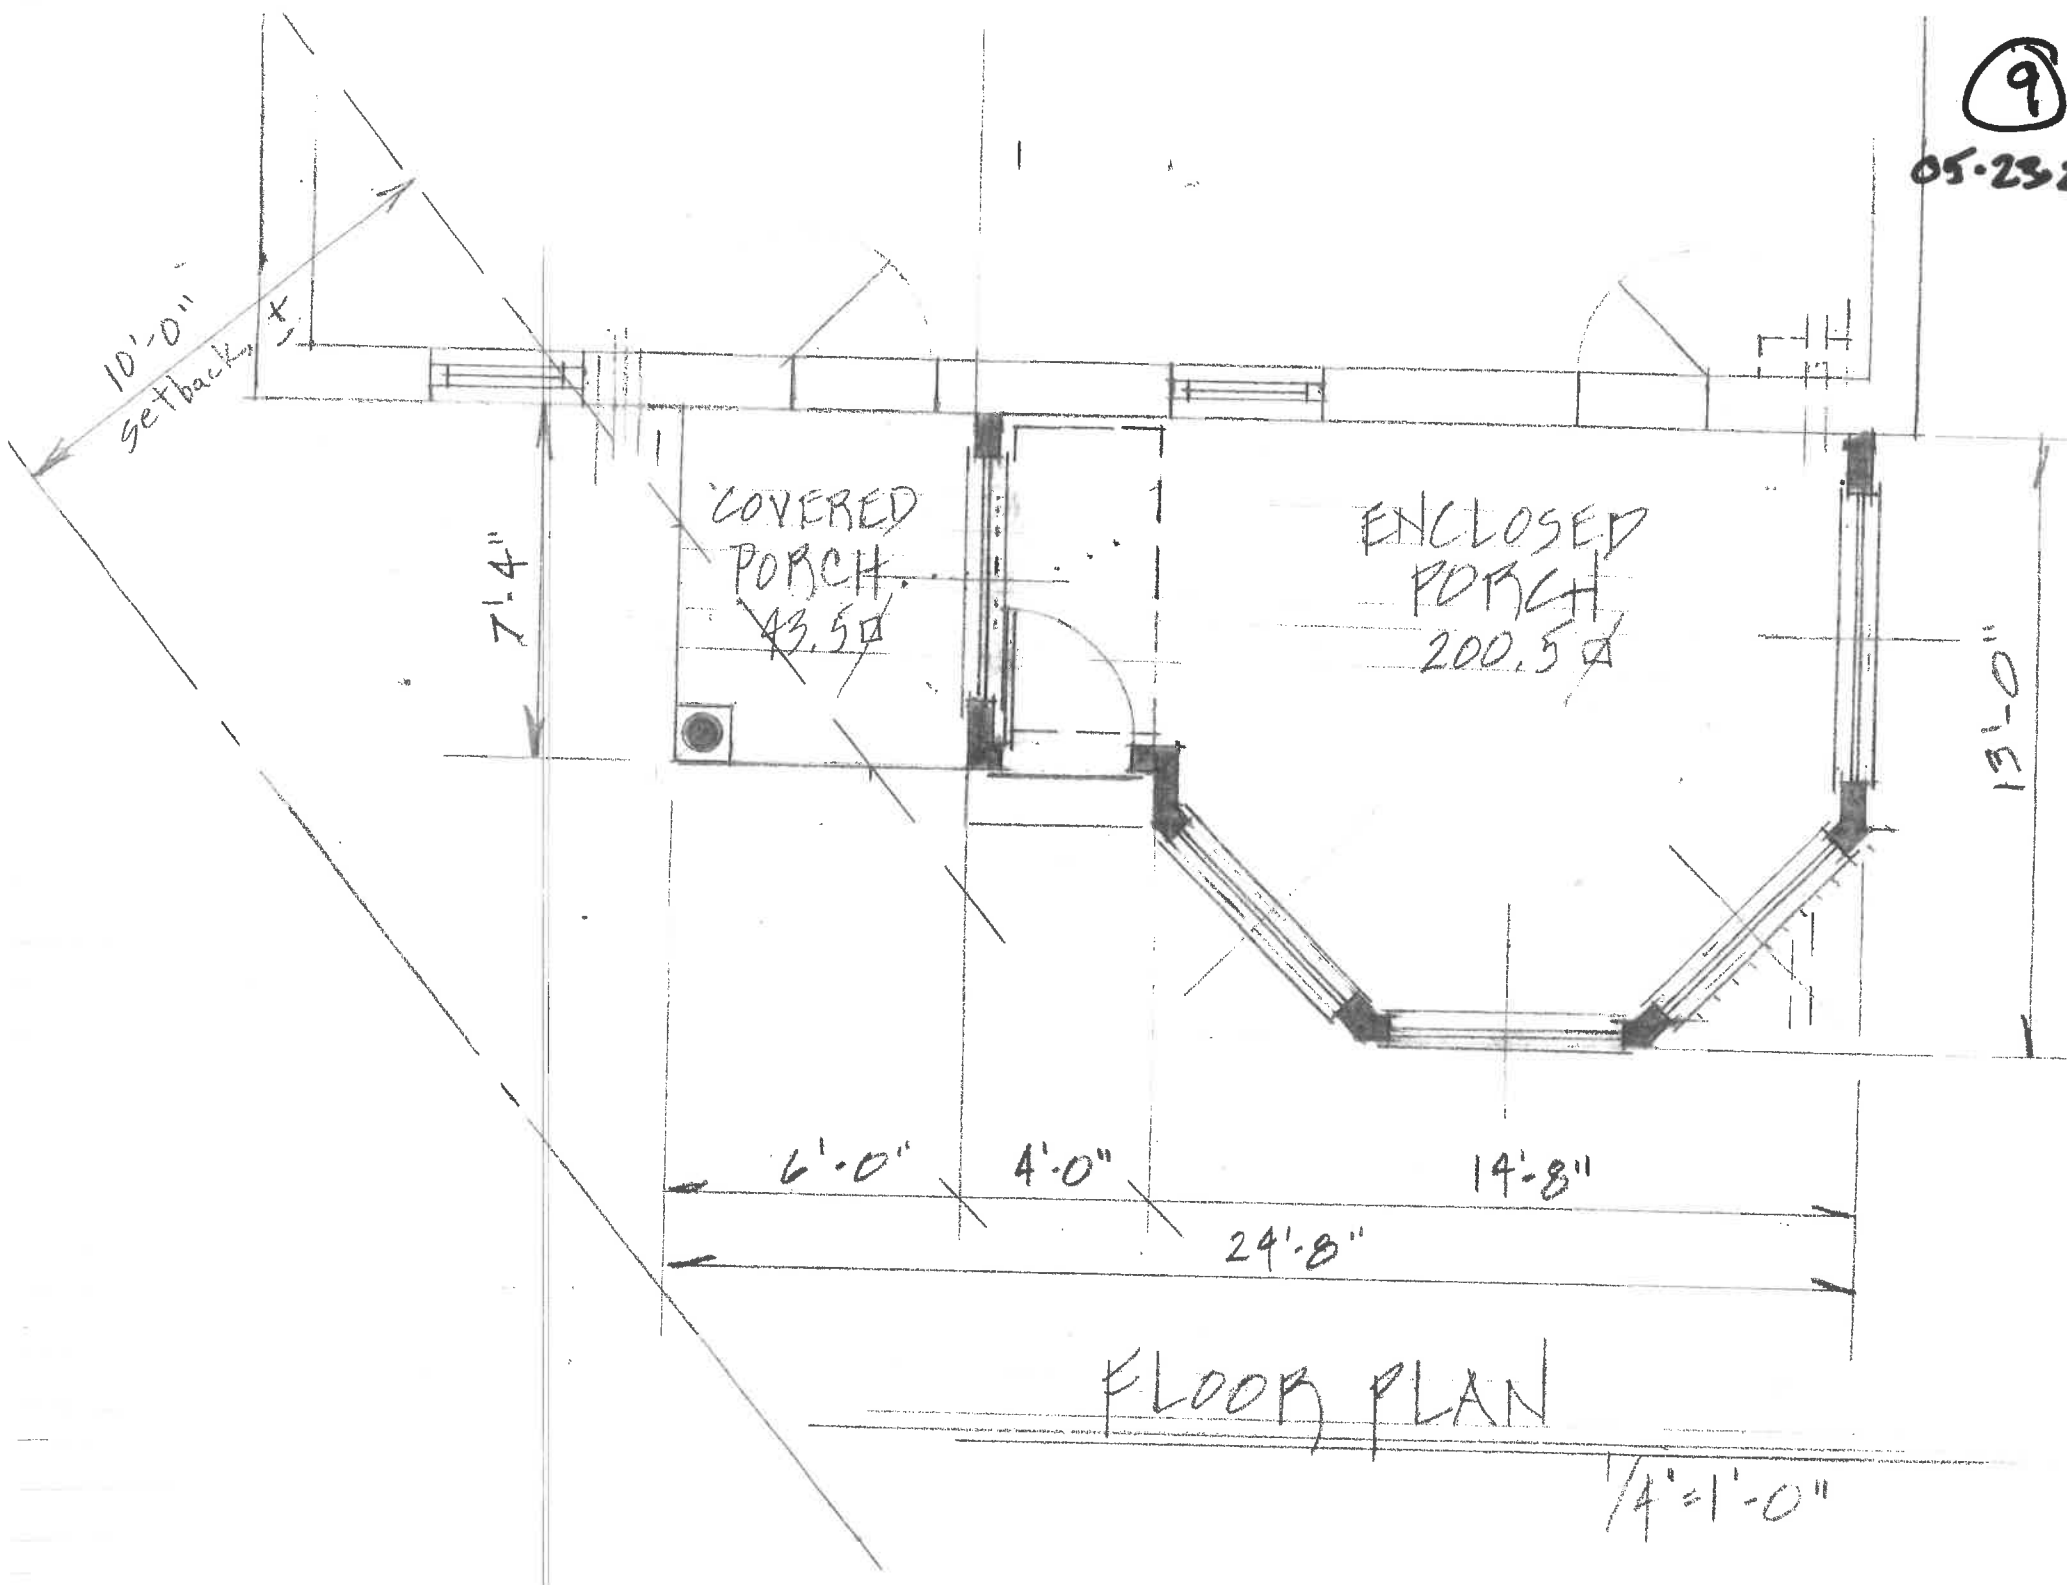 9
05.23.2
10'-0"
setback
7'-4"
COVERED
PORCH
43.5
ENCLOSED
PORCH
200.5
13'-0"
6'-0"
4'-0"
14'-8"
24'-8"
FLOOR PLAN
1/4"=1'-0"